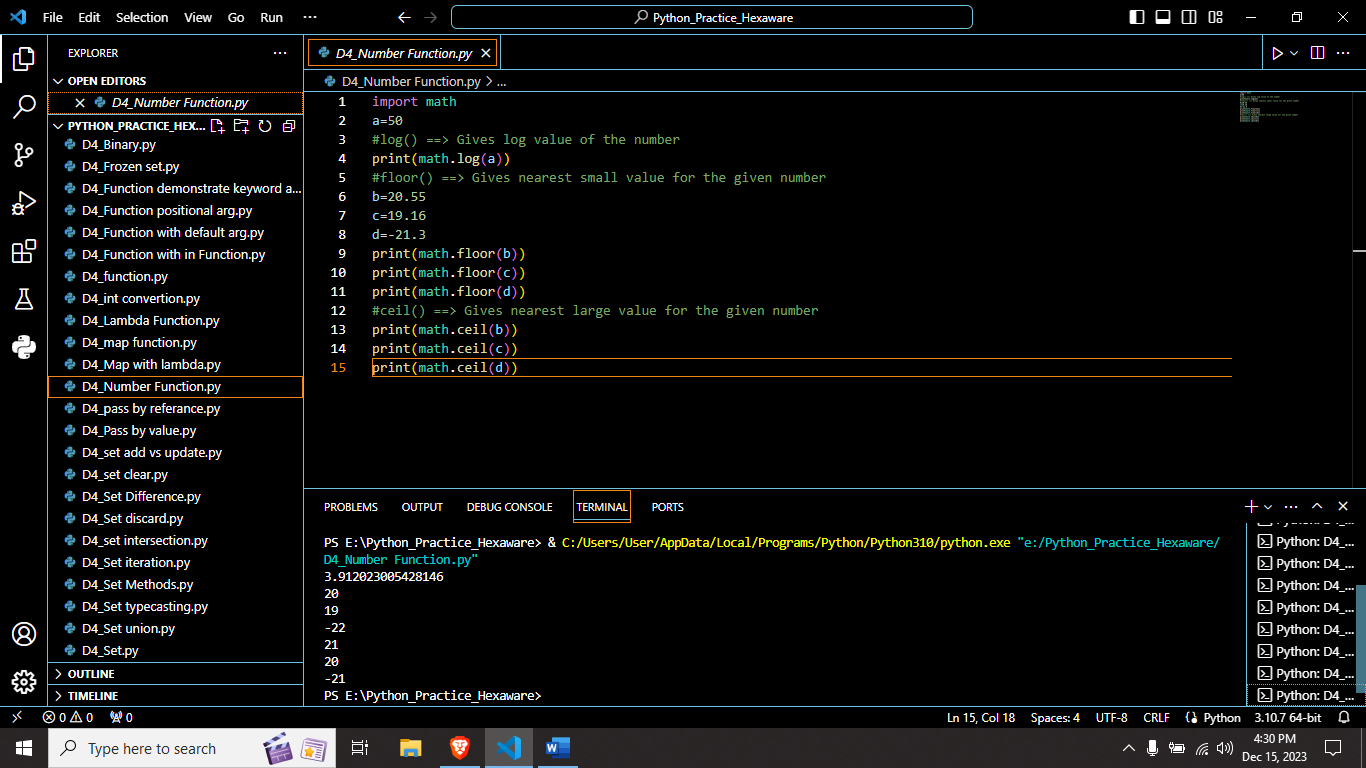 File Edit Selection View Go Run ···
Python_Practice_Hexaware
EXPLORER
OPEN EDITORS
D4_Number Function.py
PYTHON_PRACTICE_HEX...
D4_Binary.py
D4_Frozen set.py
D4_Function demonstrate keyword a...
D4_Function positional arg.py
D4_Function with default arg.py
D4_Function with in Function.py
D4_function.py
D4_int convertion.py
D4_Lambda Function.py
D4_map function.py
D4_Map with lambda.py
D4_Number Function.py
D4_pass by referance.py
D4_Pass by value.py
D4_set add vs update.py
D4_set clear.py
D4_Set Difference.py
D4_Set discard.py
D4_set intersection.py
D4_Set iteration.py
D4_Set Methods.py
D4_Set typecasting.py
D4_Set union.py
D4_Set.py
OUTLINE
TIMELINE
D4_Number Function.py
D4_Number Function.py > ...
1 import math
2 a=50
3 #log() ==> Gives log value of the number
4 print(math.log(a))
5 #floor() ==> Gives nearest small value for the given number
6 b=20.55
7 c=19.16
8 d=-21.3
9 print(math.floor(b))
10 print(math.floor(c))
11 print(math.floor(d))
12 #ceil() ==> Gives nearest large value for the given number
13 print(math.ceil(b))
14 print(math.ceil(c))
15 print(math.ceil(d))
PROBLEMS OUTPUT DEBUG CONSOLE TERMINAL PORTS
PS E:\Python_Practice_Hexaware> & C:/Users/User/AppData/Local/Programs/Python/Python310/python.exe "e:/Python_Practice_Hexaware/
D4_Number Function.py"
3.912023005428146
20
19
-22
21
20
-21
PS E:\Python_Practice_Hexaware>
Python: D4_...
Python: D4_...
Python: D4_...
Python: D4_...
Python: D4_...
Python: D4_...
Python: D4_...
Python: D4_...
0 0 0
Ln 15, Col 18 Spaces: 4 UTF-8 CRLF Python 3.10.7 64-bit
Type here to search
4:30 PM
Dec 15, 2023